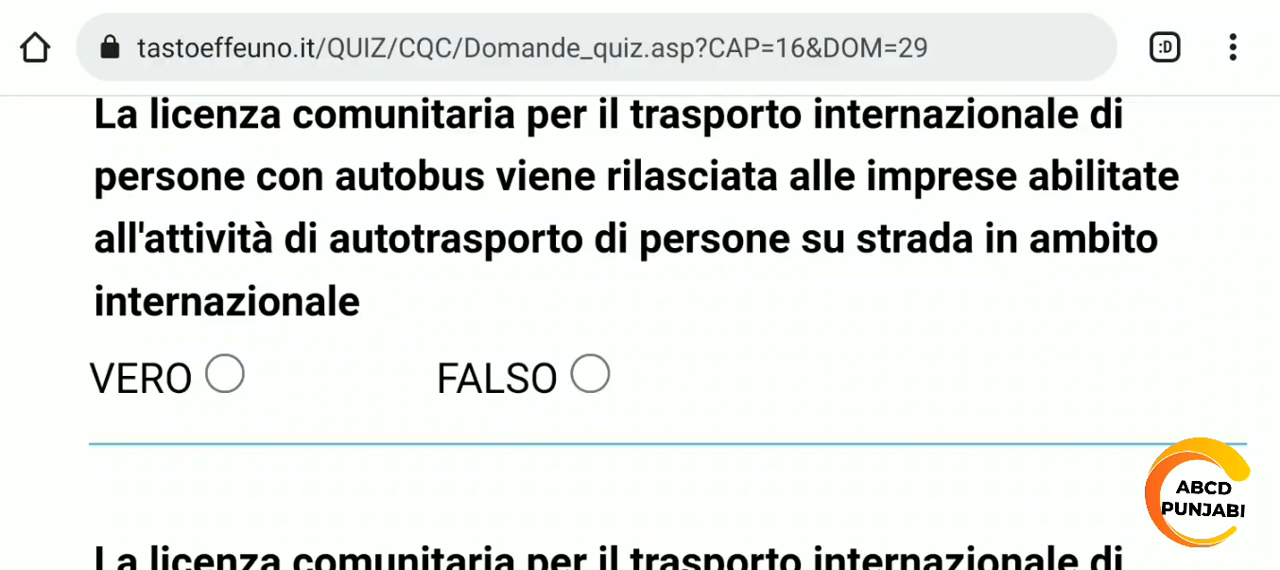 tastoeffeuno.it/QUIZ/CQC/Domande_quiz.asp?CAP=16&DOM=29
:D
La licenza comunitaria per il trasporto internazionale di
persone con autobus viene rilasciata alle imprese abilitate
all'attività di autotrasporto di persone su strada in ambito
internazionale
VERO
FALSO
ABCD
PUNJABI
La licenza comunitaria per il trasporto internazionale di